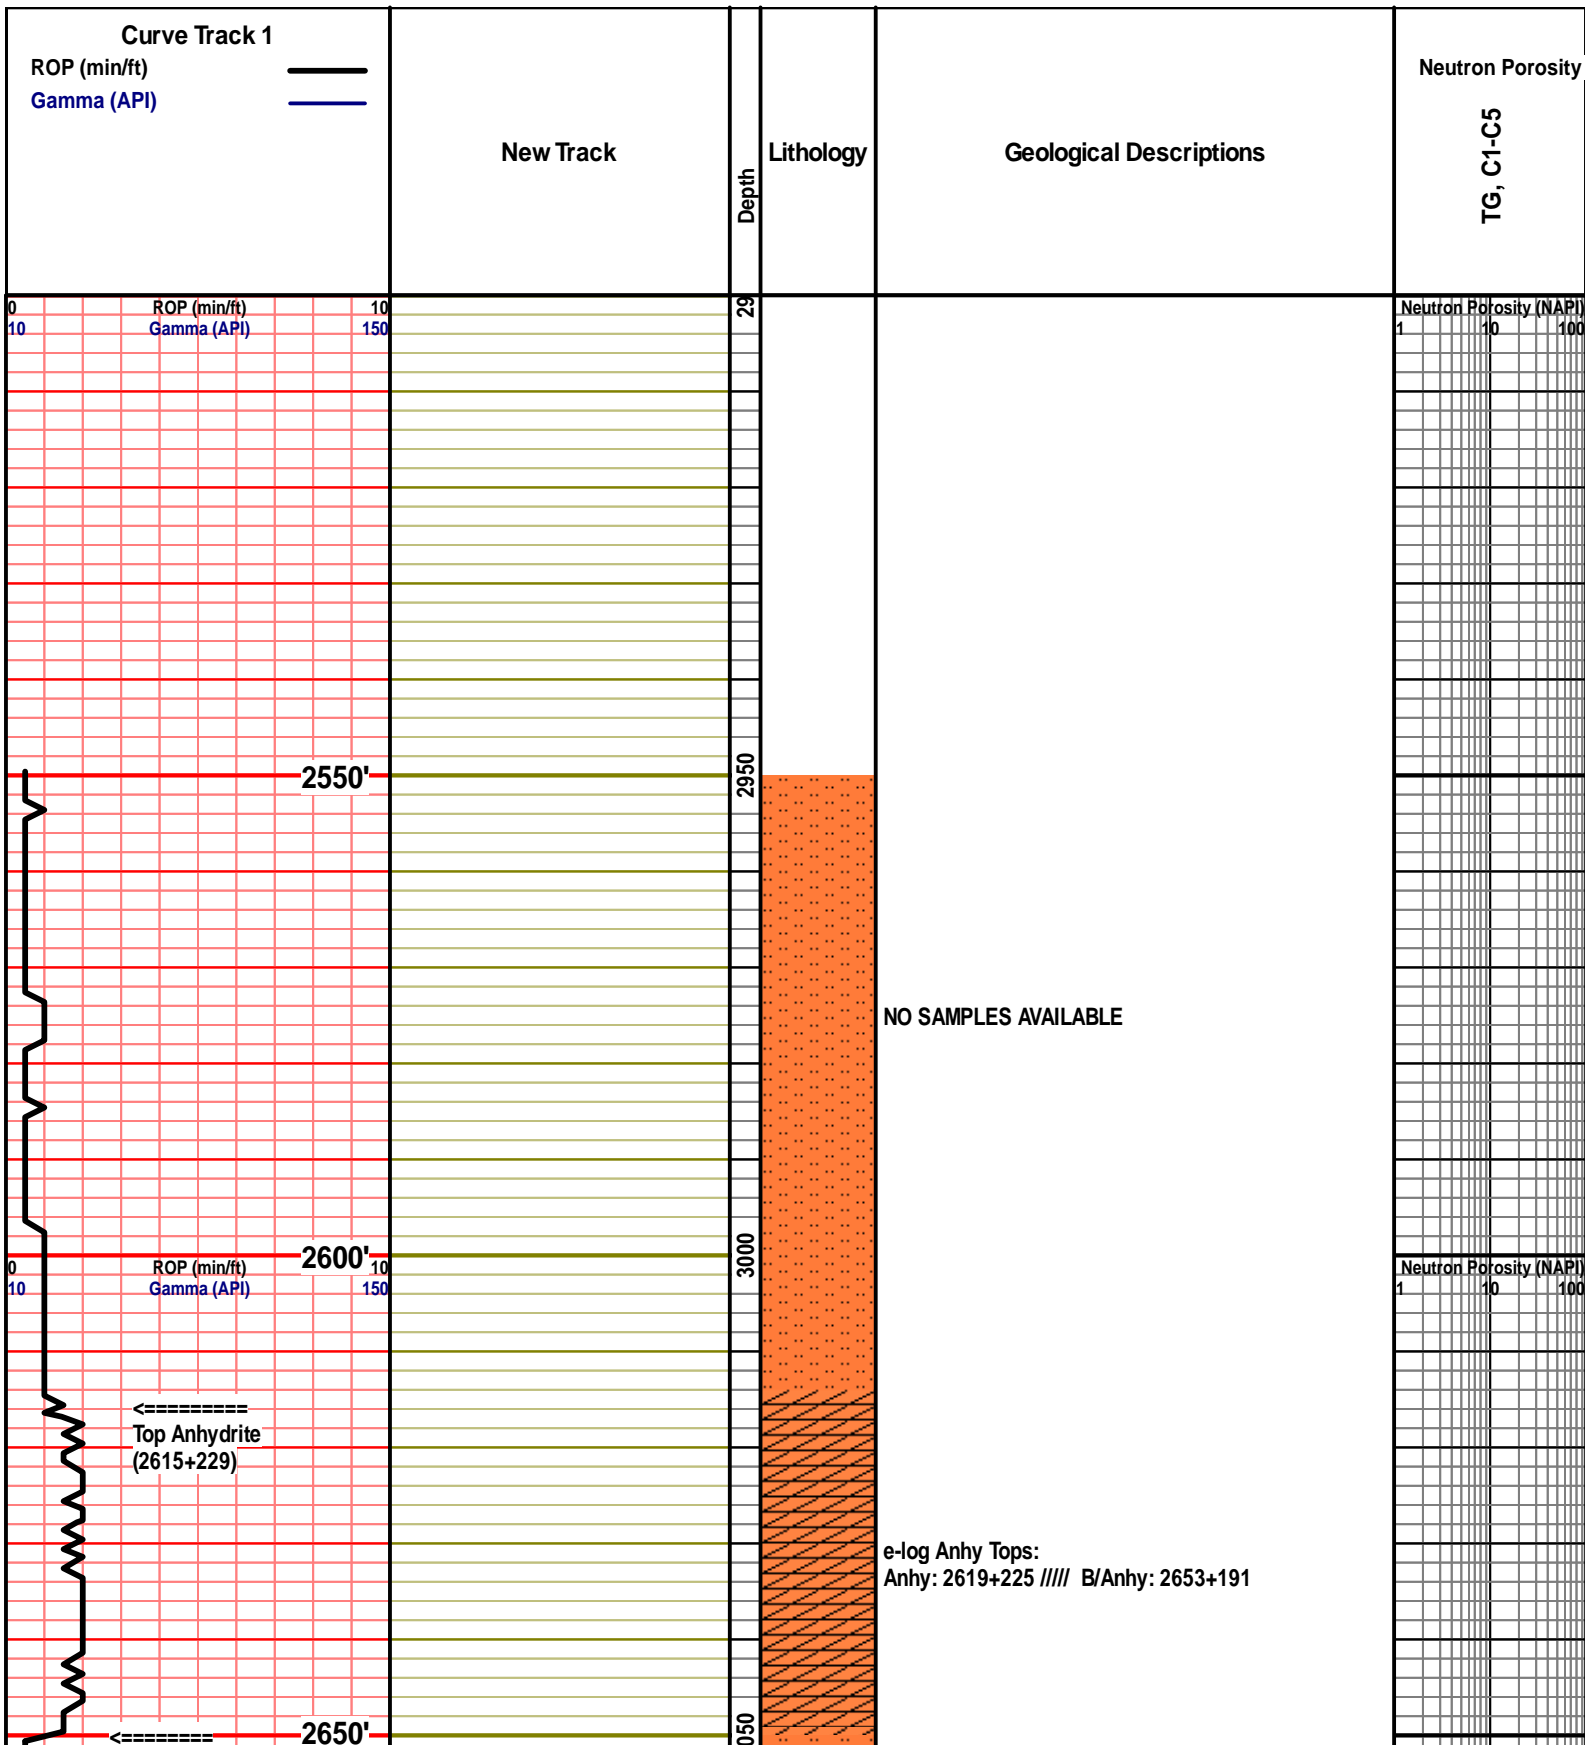 Curve Track 1
ROP (min/ft)
Gamma (API)
New Track
Depth
Lithology
Geological Descriptions
Neutron Porosity
TG, C1-C5
0 ROP (min/ft) 10
10 Gamma (API) 150
29
Neutron Porosity (NAPI)
1 10 100
2550'
2950
NO SAMPLES AVAILABLE
2600'
3000
0 ROP (min/ft) 10
10 Gamma (API) 150
Neutron Porosity (NAPI)
1 10 100
<=========
Top Anhydrite
(2615+229)
e-log Anhy Tops:
Anhy: 2619+225 ///// B/Anhy: 2653+191
<========
2650'
050